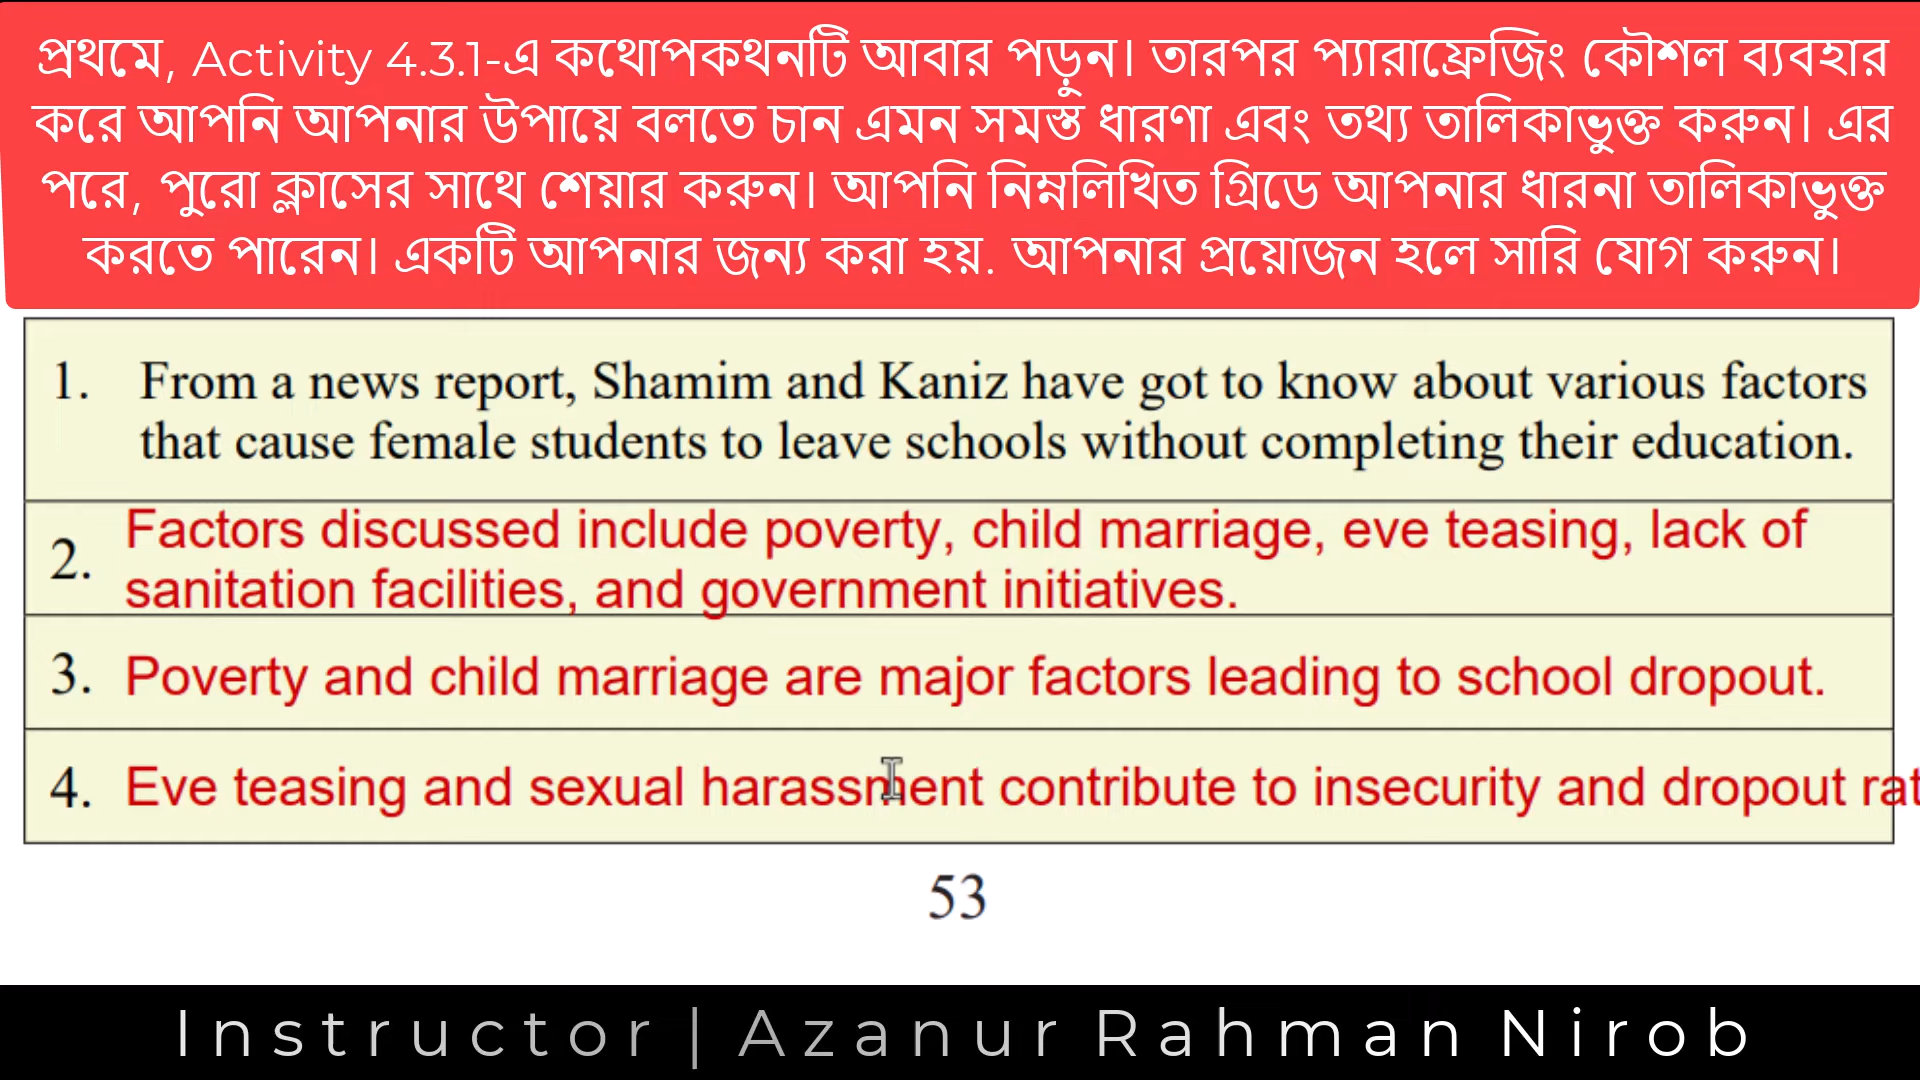 প্রথমে, Activity 4.3.1-এ কথোপকথনটি আবার পড়ুন। তারপর প্যারাফ্রেজিং কৌশল ব্যবহার
করে আপনি আপনার উপায়ে বলতে চান এমন সমস্ত ধারণা এবং তথ্য তালিকাভুক্ত করুন। এর
পরে, পুরো ক্লাসের সাথে শেয়ার করুন। আপনি নিম্নলিখিত গ্রিডে আপনার ধারনা তালিকাভুক্ত
করতে পারেন। একটি আপনার জন্য করা হয়. আপনার প্রয়োজন হলে সারি যোগ করুন।
1. From a news report, Shamim and Kaniz have got to know about various factors
that cause female students to leave schools without completing their education.
2. Factors discussed include poverty, child marriage, eve teasing, lack of
sanitation facilities, and government initiatives.
3. Poverty and child marriage are major factors leading to school dropout.
4. Eve teasing and sexual harassment contribute to insecurity and dropout rat
53
Instructor | Azanur Rahman Nirob